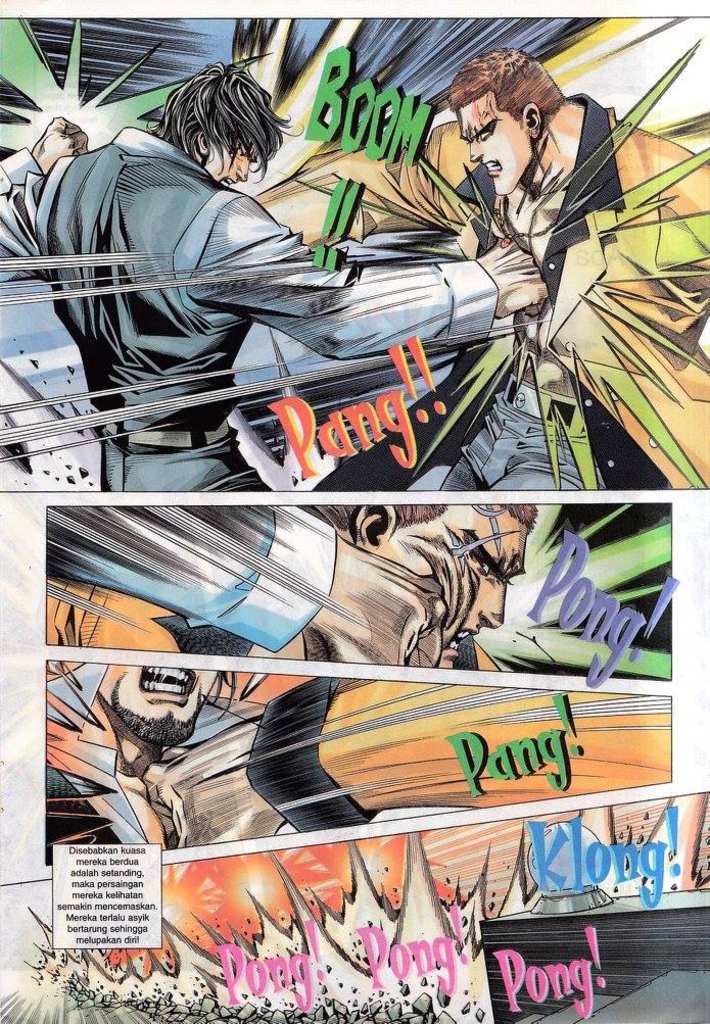 BOOM
!!
Pang!!
Pong!
Pang!
Klong!
Disebabkan kuasa
mereka berdua
adalah setanding,
maka persaingan
mereka kelihatan
semakin mencemaskan.
Mereka terlalu asyik
bertarung sehingga
melupakan diri!
Pong! Pong! Pong!